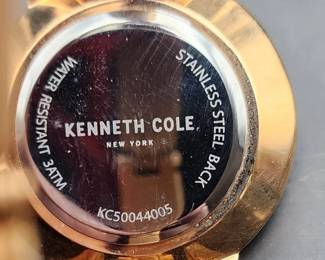 KENNETH COLE
NEW YORK
STAINLESS STEEL BACK
KC50044005
WATER RESISTANT 3ATM